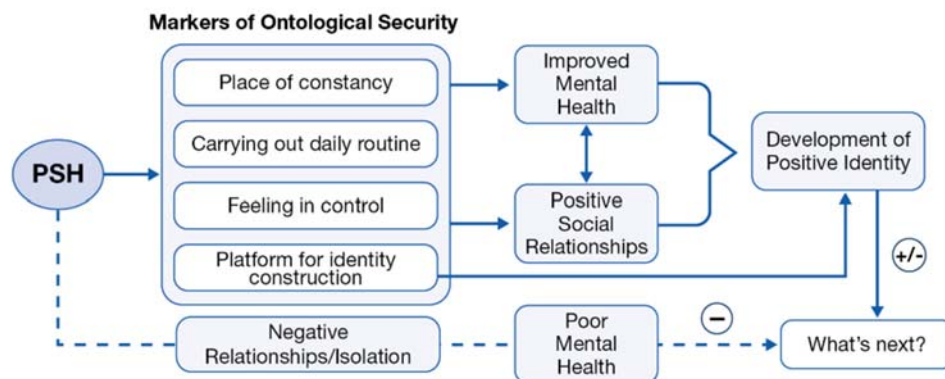 Markers of Ontological Security
PSH
Place of constancy
Carrying out daily routine
Feeling in control
Platform for identity
construction
Improved
Mental
Health
Positive
Social
Relationships
Development of
Positive Identity
+/-
Negative
Relationships/Isolation
Poor
Mental
Health
−
What's next?